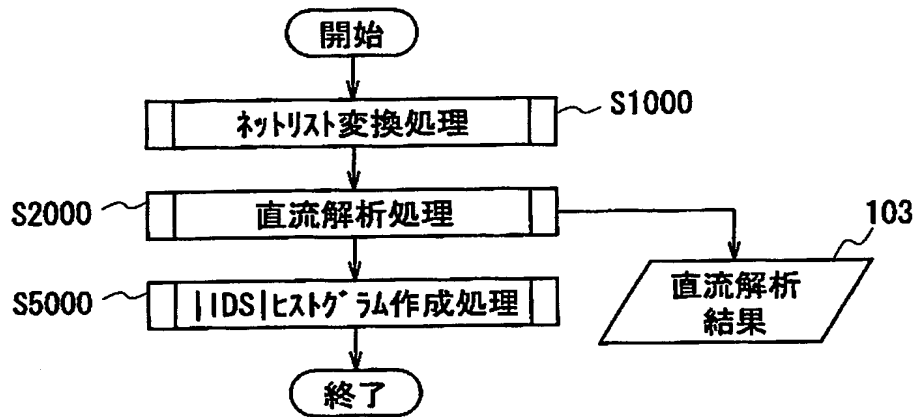 開始
ネットリスト変換処理
S1000
S2000
直流解析処理
103
直流解析
結果
S5000
|IDS|ヒストグラム作成処理
終了